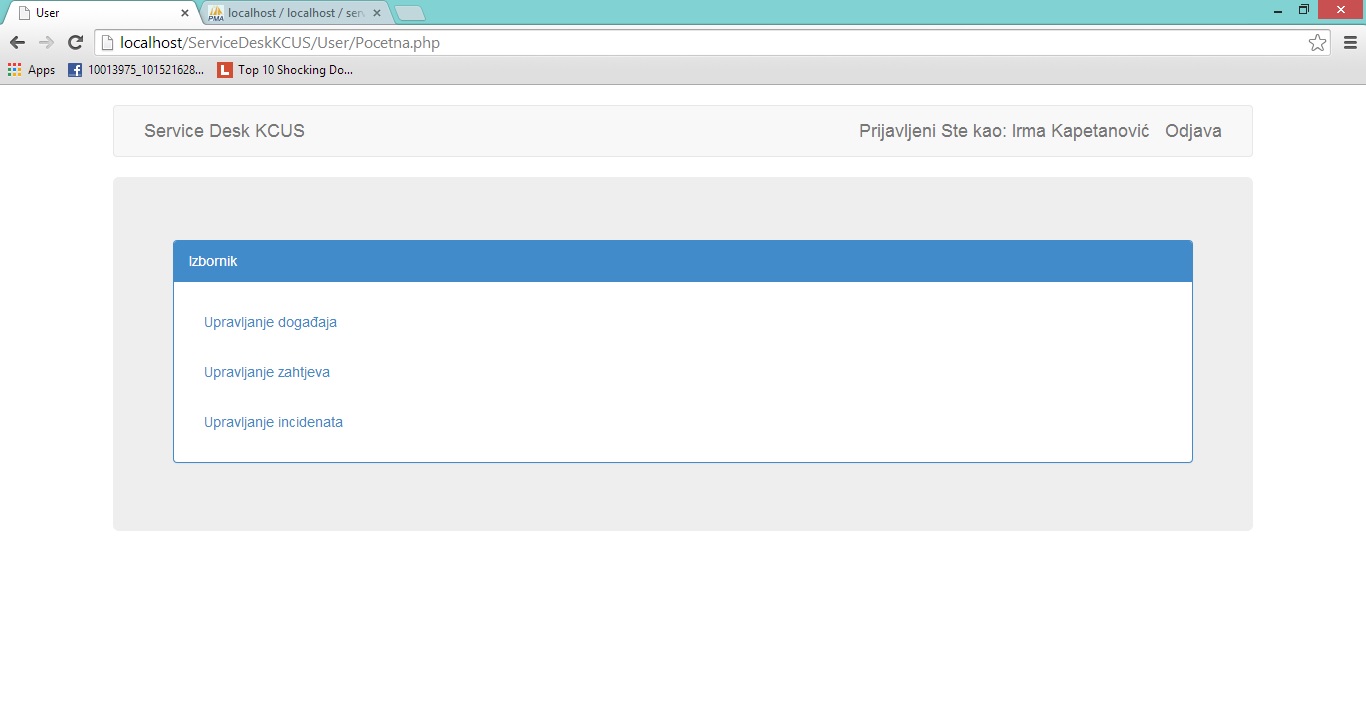 User
localhost / localhost / ser
localhost/ServiceDeskKCUS/User/Pocetna.php
Apps
10013975_101521628...
Top 10 Shocking Do...
Service Desk KCUS
Prijavljeni Ste kao: Irma Kapetanović
Odjava
Izbornik
Upravljanje događaja
Upravljanje zahtjeva
Upravljanje incidenata